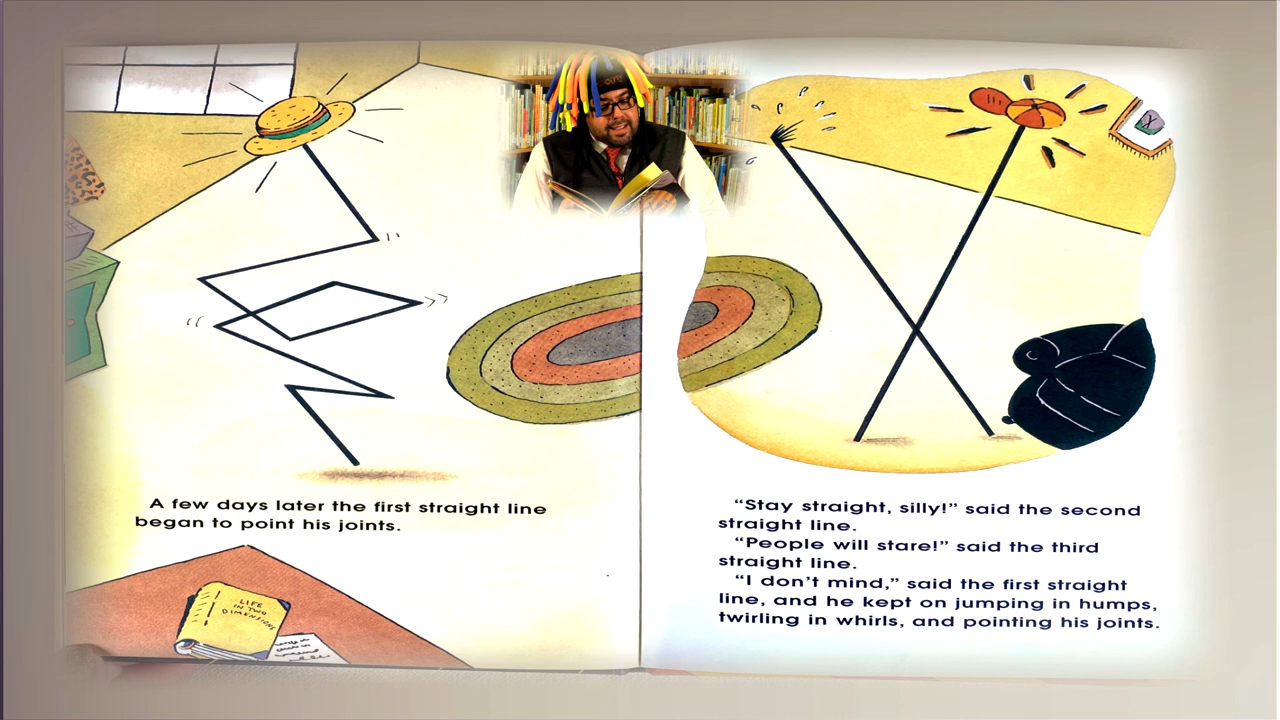 A few days later the first straight line
began to point his joints.
LIFE
IN TWO
DIMENSIONS
"Stay straight, silly!" said the second
straight line.
"People will stare!" said the third
straight line.
"I don't mind," said the first straight
line, and he kept on jumping in humps,
twirling in whirls, and pointing his joints.